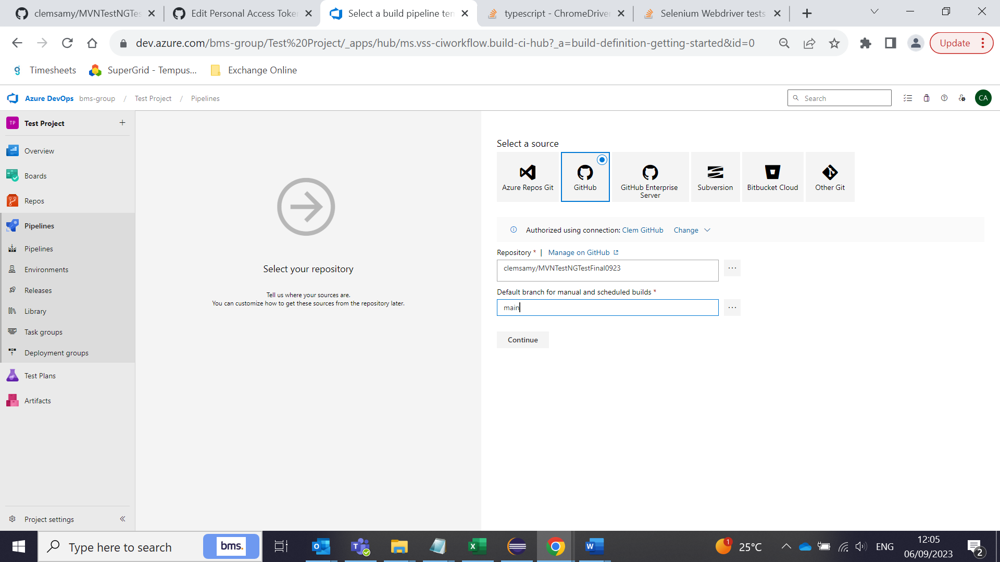 clemsamy/MVNTestNGTes
Edit Personal Access Toker
Select a build pipeline ten
typescript - ChromeDriver
Selenium Webdriver tests
dev.azure.com/bms-group/Test%20Project/_apps/hub/ms.vss-ciworkflow.build-ci-hub?_a=build-definition-getting-started&id=0
Update
Timesheets
SuperGrid - Tempus...
Exchange Online
Azure DevOps bms-group / Test Project / Pipelines
Search
CA
TP Test Project +
Overview
Boards
Repos
Pipelines
Pipelines
Environments
Releases
Library
Task groups
Deployment groups
Test Plans
Artifacts
Project settings
Select your repository
Tell us where your sources are.
You can customize how to get these sources from the repository later.
Select a source
Azure Repos Git
GitHub
GitHub Enterprise
Server
Subversion
Bitbucket Cloud
Other Git
Authorized using connection: Clem GitHub Change
Repository * | Manage on GitHub
clemsamy/MVNTestNGTestFinal0923
...
Default branch for manual and scheduled builds *
main
...
Continue
Type here to search
bms.
1
25°C
ENG
12:05
06/09/2023
2